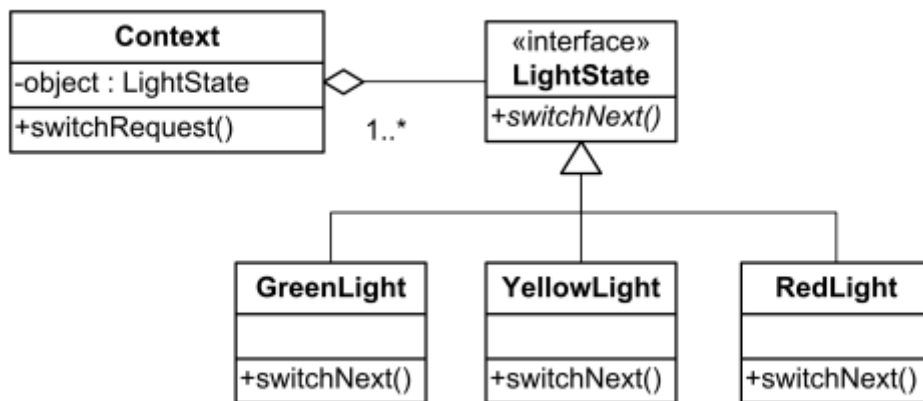 Context
-object : LightState
+switchRequest()
1..*
«interface»
LightState
+switchNext()
GreenLight
+switchNext()
YellowLight
+switchNext()
RedLight
+switchNext()